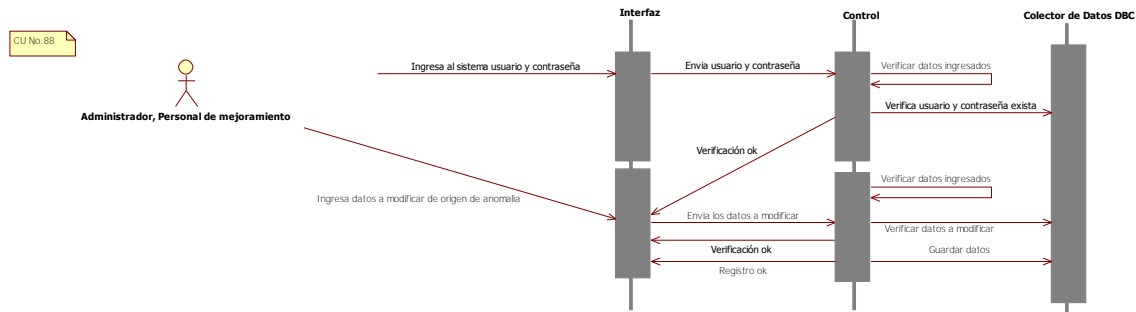 Interfaz
Control
Colector de Datos DBC
CU No.88
Ingresa al sistema usuario y contraseña
Envia usuario y contraseña
Verificar datos ingresados
Verifica usuario y contraseña exista
Administrador, Personal de mejoramiento
Verificación ok
Verificar datos ingresados
Ingresa datos a modificar de origen de anomalia
Envia los datos a modificar
Verificar datos a modificar
Verificación ok
Guardar datos
Registro ok